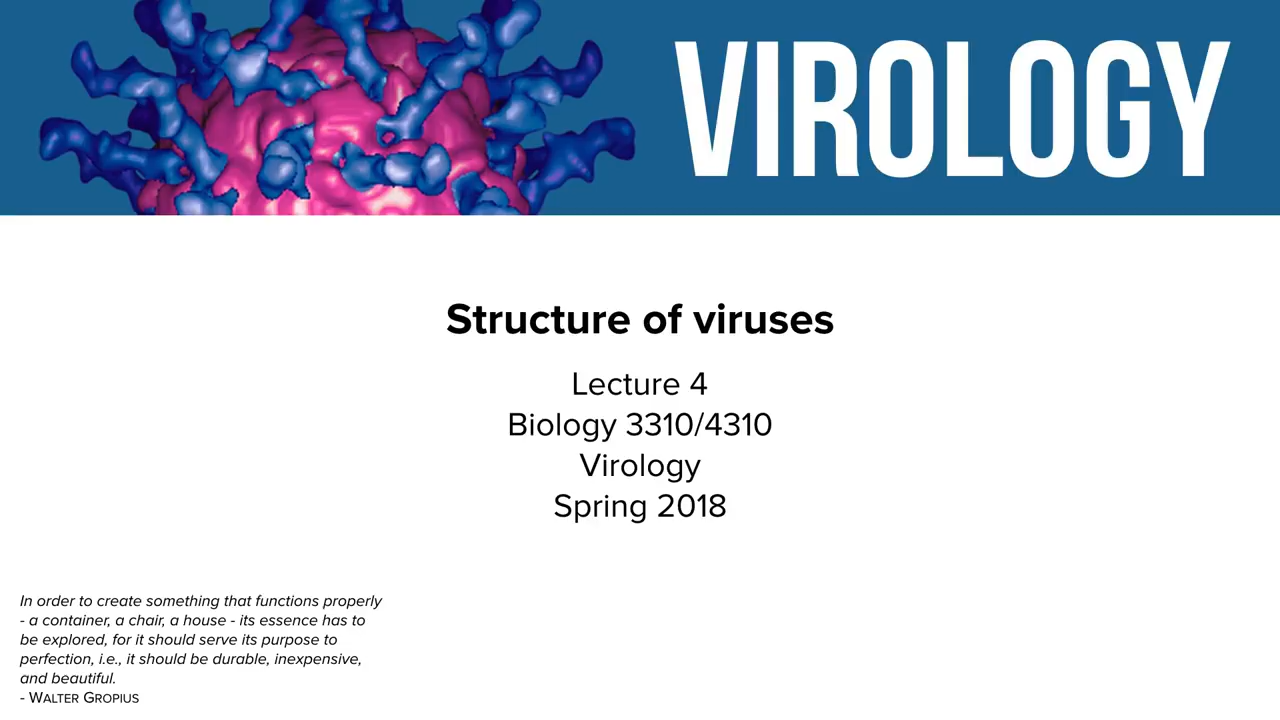 VIROLOGY
Structure of viruses
Lecture 4
Biology 3310/4310
Virology
Spring 2018
In order to create something that functions properly
- a container, a chair, a house - its essence has to
be explored, for it should serve its purpose to
perfection, i.e., it should be durable, inexpensive,
and beautiful.
- WALTER GROPIUS